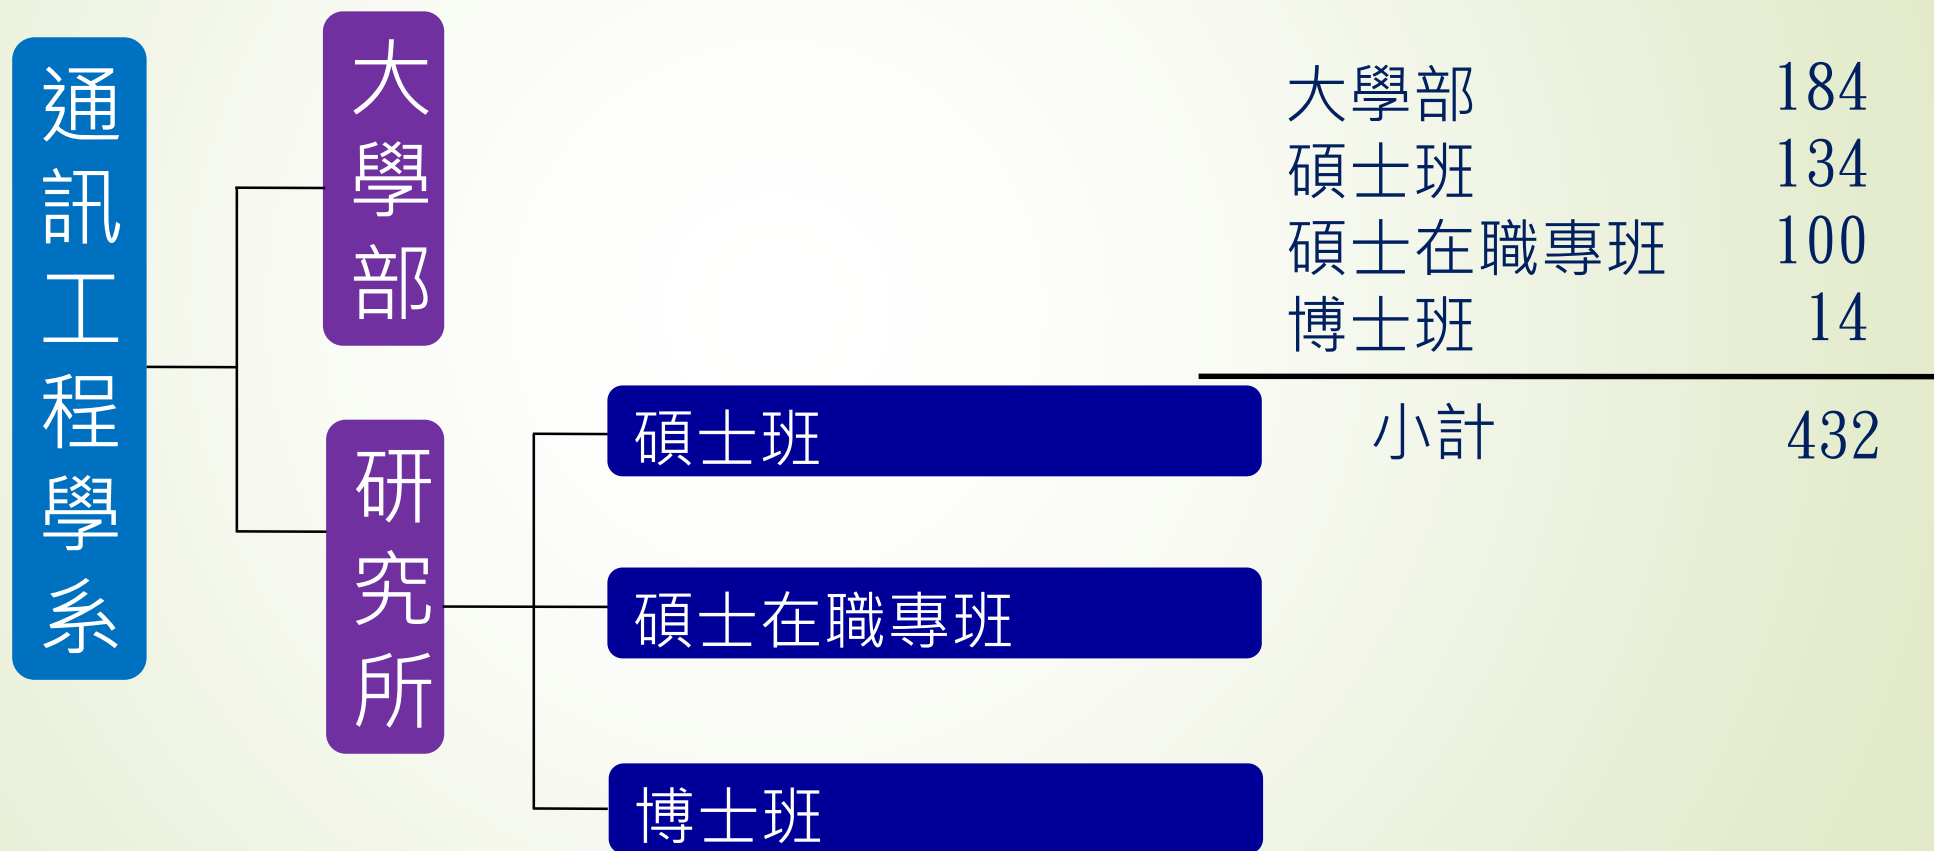 通訊工程學系
大學部
研究所
碩士班
碩士在職專班
博士班
大學部 184
碩士班 134
碩士在職專班 100
博士班 14
小計 432